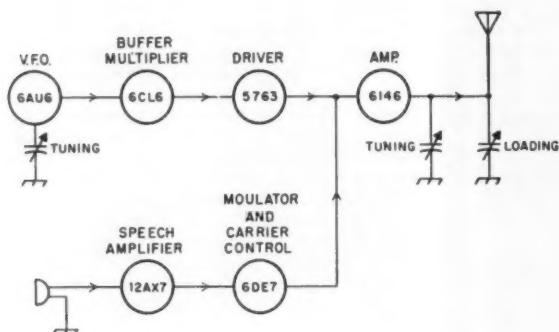 V.F.O.
6AU6
TUNING
BUFFER
MULTIPLIER
6CL6
DRIVER
5763
AMP.
6146
TUNING
LOADING
SPEECH
AMPLIFIER
12AX7
MOULATOR
AND
CARRIER
CONTROL
6DE7